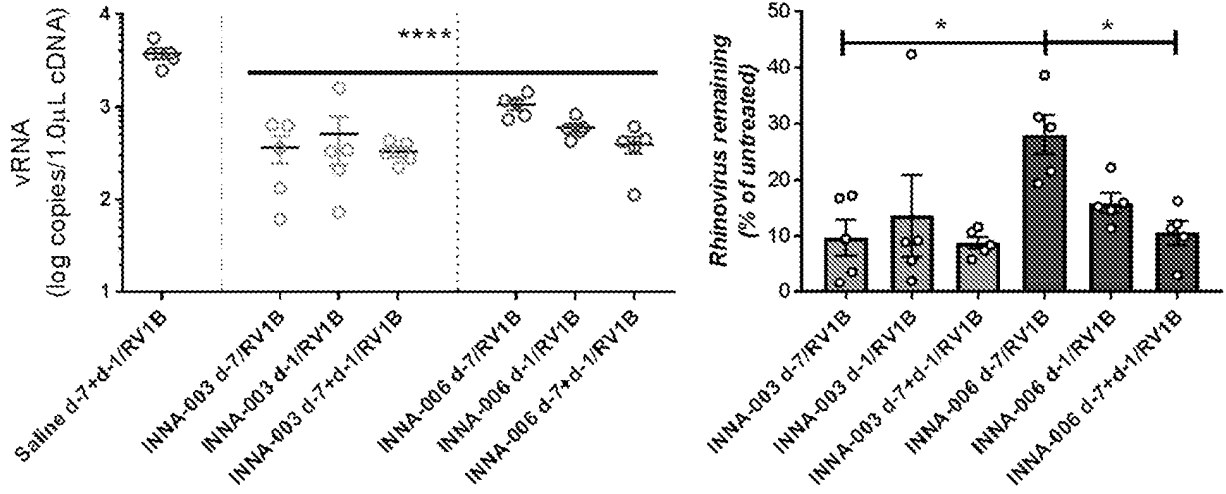 vRNA
(log copies/1.0µL cDNA)
4
3
2
1
****
Saline d-7+d-1/RV1B
INNA-003 d-7/RV1B
INNA-003 d-1/RV1B
INNA-003 d-7+d-1/RV1B
INNA-006 d-7/RV1B
INNA-006 d-1/RV1B
INNA-006 d-7+d-1/RV1B
Rhinovirus remaining
(% of untreated)
50
40
30
20
10
0
*
*
INNA-003 d-7/RV1B
INNA-003 d-1/RV1B
INNA-003 d-7+d-1/RV1B
INNA-006 d-7/RV1B
INNA-006 d-1/RV1B
INNA-006 d-7+d-1/RV1B